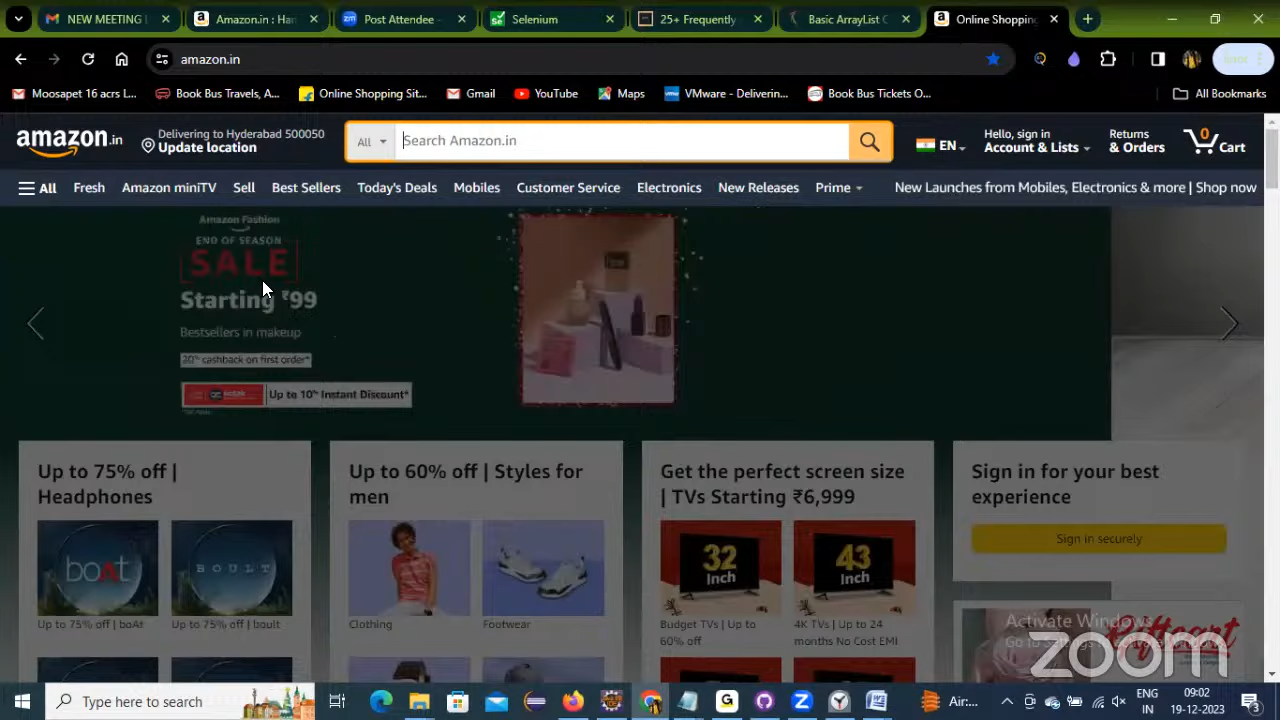 NEW MEETING L
Amazon.in : Har
Post Attendee -
Selenium
25+ Frequently
Basic ArrayList C
Online Shopping
amazon.in
Moosapet 16 acrs L...
Book Bus Travels, A...
Online Shopping Sit...
Gmail
YouTube
Maps
VMware - Deliverin...
Book Bus Tickets O...
All Bookmarks
amazon.in
Delivering to Hyderabad 500050
Update location
All
Search Amazon.in
EN
Hello, sign in
Account & Lists
Returns
& Orders
0
Cart
All
Fresh
Amazon miniTV
Sell
Best Sellers
Today's Deals
Mobiles
Customer Service
Electronics
New Releases
Prime
New Launches from Mobiles, Electronics & more | Shop now
Amazon Fashion
END OF SEASON
SALE
Starting ₹99
Bestsellers in makeup
20% cashback on first order*
Up to 10% Instant Discount*
Up to 75% off |
Headphones
boAt
BOULT
Up to 75% off | boAt
Up to 75% off | boult
Up to 60% off | Styles for
men
Clothing
Footwear
Get the perfect screen size
| TVs Starting ₹6,999
32
Inch
43
Inch
Budget TVs | Up to
60% off
4K TVs | Up to 24
months No Cost EMI
Sign in for your best
experience
Sign in securely
Activate Windows
zoom
Type here to search
Air...
ENG
IN
09:02
19-12-2023
3